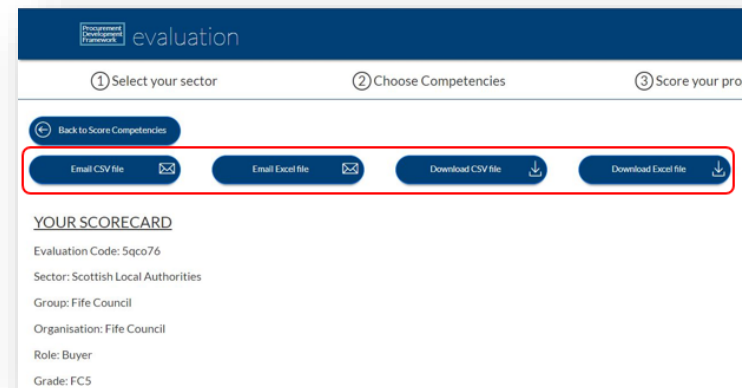 Procurement
Development
Framework
evaluation
1 Select your sector
2 Choose Competencies
3 Score your pro
Back to Score Competencies
Email CSV file
Email Excel file
Download CSV file
Download Excel file
YOUR SCORECARD
Evaluation Code: 5qco76
Sector: Scottish Local Authorities
Group: Fife Council
Organisation: Fife Council
Role: Buyer
Grade: FC5